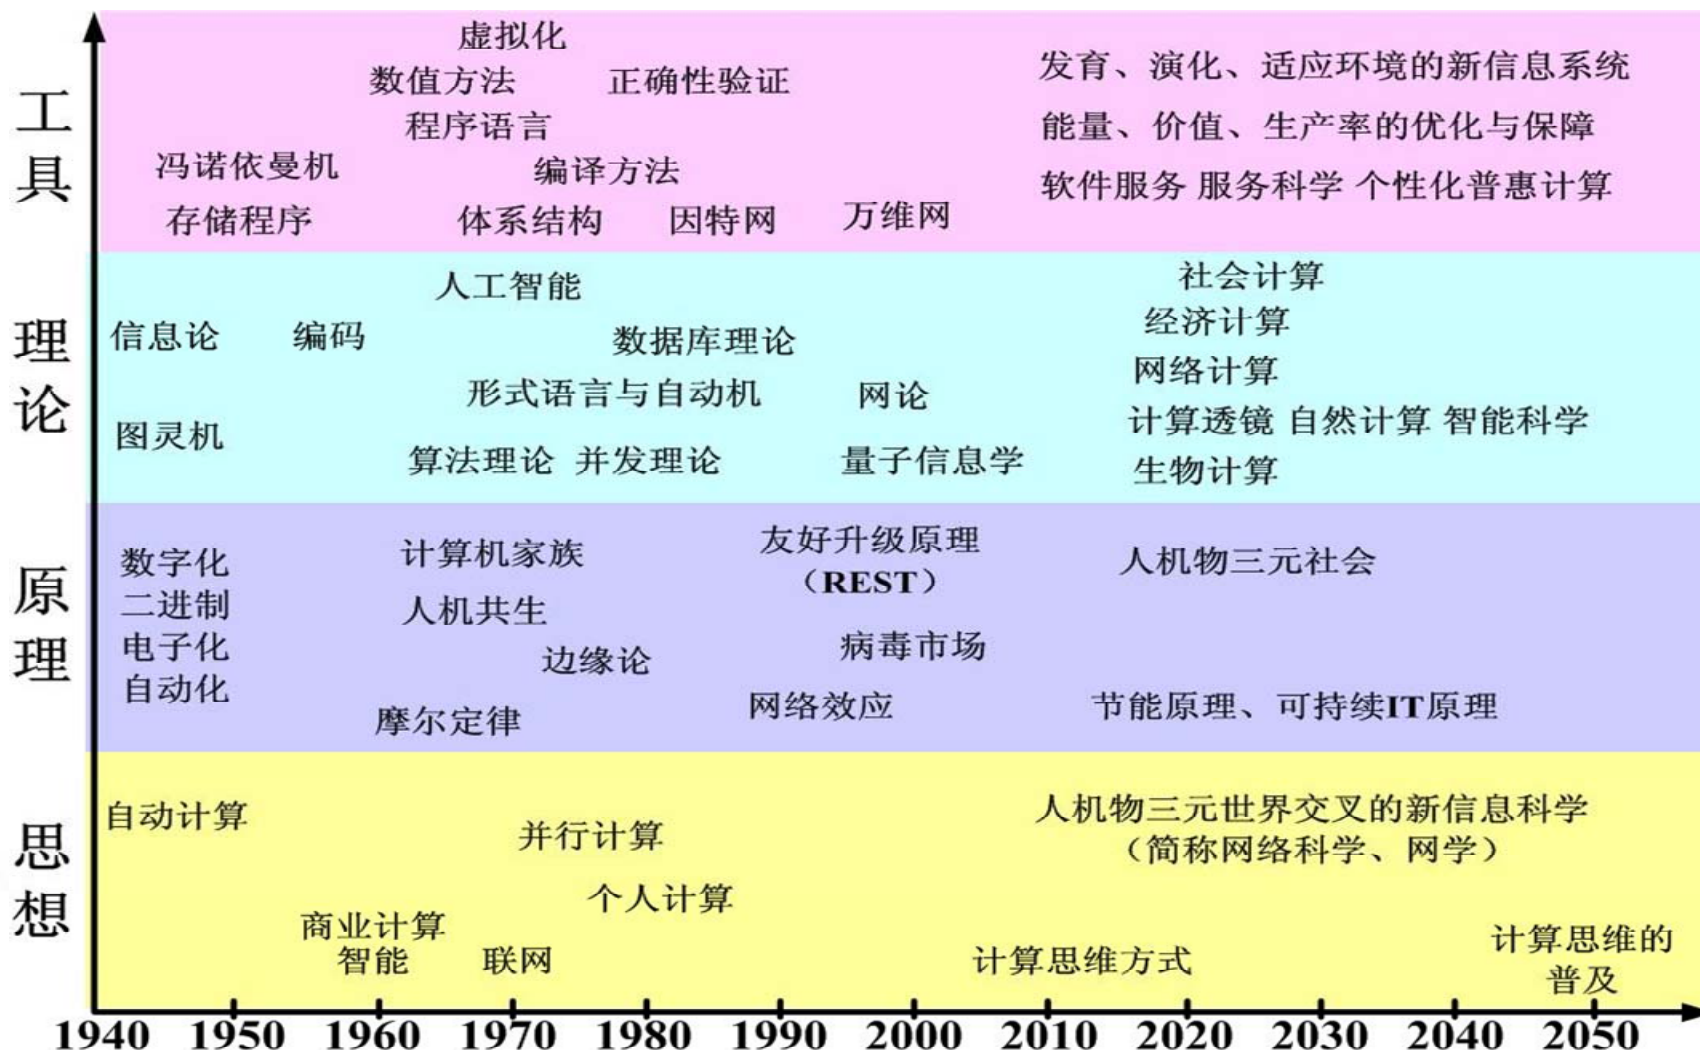 工具
虚拟化
数值方法 正确性验证
程序语言
冯诺依曼机 编译方法
存储程序 体系结构 因特网 万维网
发育、演化、适应环境的新信息系统
能量、价值、生产率的优化与保障
软件服务 服务科学 个性化普惠计算
理论
人工智能
信息论 编码 数据库理论
形式语言与自动机 网论
图灵机
算法理论 并发理论 量子信息学
社会计算
经济计算
网络计算
计算透镜 自然计算 智能科学
生物计算
原理
数字化
二进制
电子化
自动化
计算机家族
人机共生
边缘论
摩尔定律
友好升级原理
（REST）
病毒市场
网络效应
人机物三元社会
节能原理、可持续IT原理
思想
自动计算
并行计算
个人计算
商业计算
智能 联网
人机物三元世界交叉的新信息科学
（简称网络科学、网学）
计算思维方式
计算思维的
普及
1940 1950 1960 1970 1980 1990 2000 2010 2020 2030 2040 2050